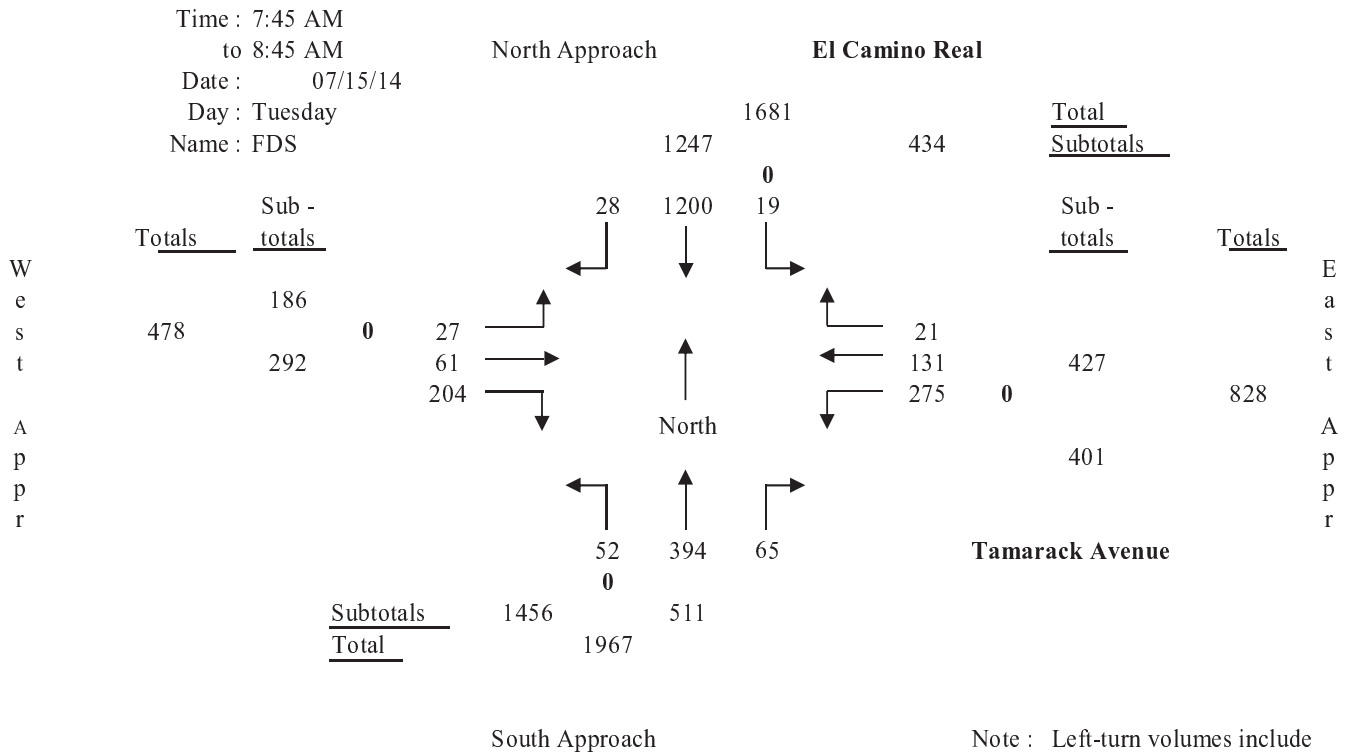 Time : 7:45 AM
to 8:45 AM North Approach El Camino Real
Date : 07/15/14
Day : Tuesday 1681 Total
Name : FDS 1247 434 Subtotals
0
Sub - 28 1200 19 Sub -
Totals totals totals Totals
W E
e 186 a
s 478 0 27 21 s
t 292 61 131 427 t
204 275 0 828
A North A
p 401 p
p p
r r
52 394 65 Tamarack Avenue
0
Subtotals 1456 511
Total 1967
South Approach Note : Left-turn volumes include